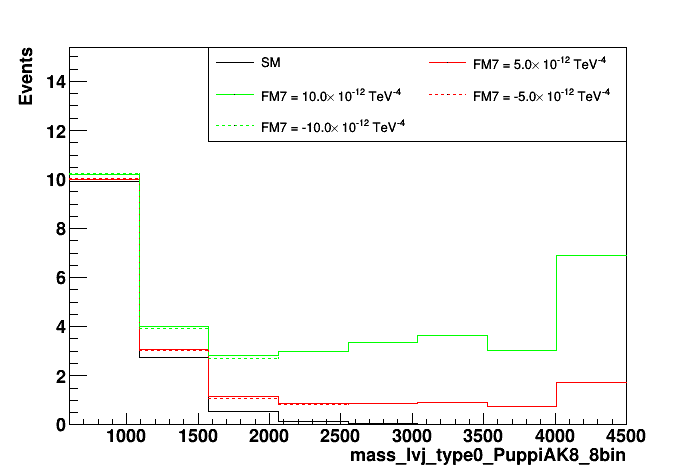 Events
SM
FM7 = 5.0× 10⁻¹² TeV⁻⁴
FM7 = 10.0× 10⁻¹² TeV⁻⁴
FM7 = -5.0× 10⁻¹² TeV⁻⁴
FM7 = -10.0× 10⁻¹² TeV⁻⁴
14
12
10
8
6
4
2
0
1000 1500 2000 2500 3000 3500 4000 4500
mass_lvj_type0_PuppiAK8_8bin